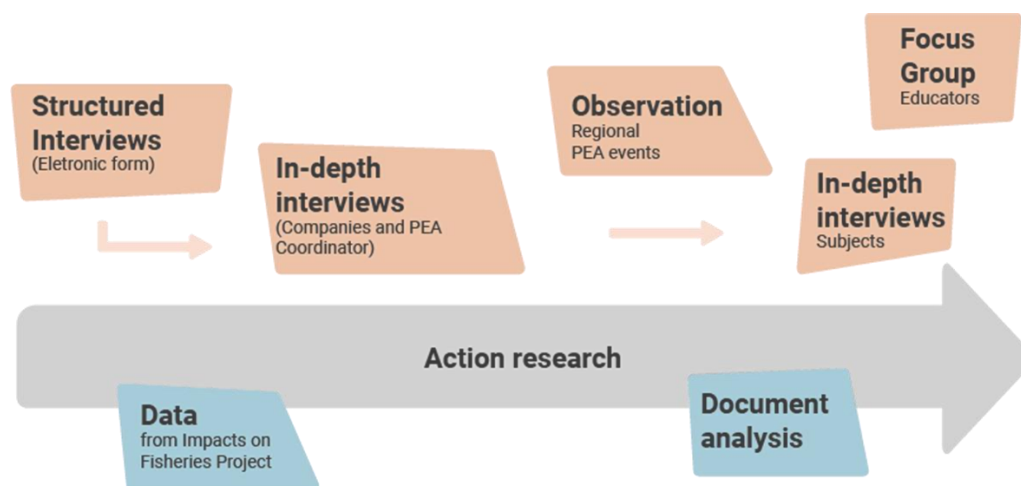 Structured
Interviews
(Eletronic form)
In-depth
interviews
(Companies and PEA
Coordinator)
Observation
Regional
PEA events
Focus
Group
Educators
In-depth
interviews
Subjects
Action research
Data
from Impacts on
Fisheries Project
Document
analysis